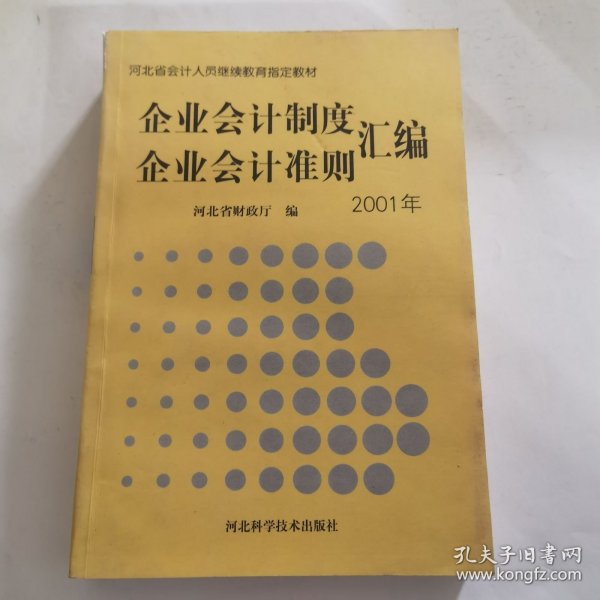 河北省会计人员继续教育指定教材
企业会计制度
企业会计准则
汇编
2001年
河北省财政厅 编
河北科学技术出版社
孔夫子旧书网
www.kongfz.com